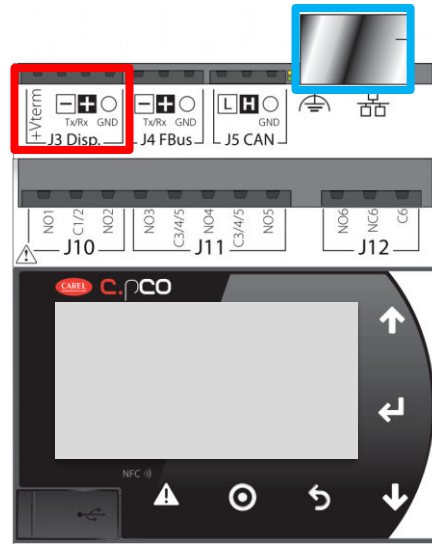 +Vterm
Tx/Rx GND
Tx/Rx GND
GND
J3 Disp.
J4 FBus
L H
J5 CAN
NO1
C1/2
NO2
NO3
C3/4/5
NO4
C3/4/5
NO5
NO6
NC6
C6
J10
J11
J12
CAREL c.pCO
NFC